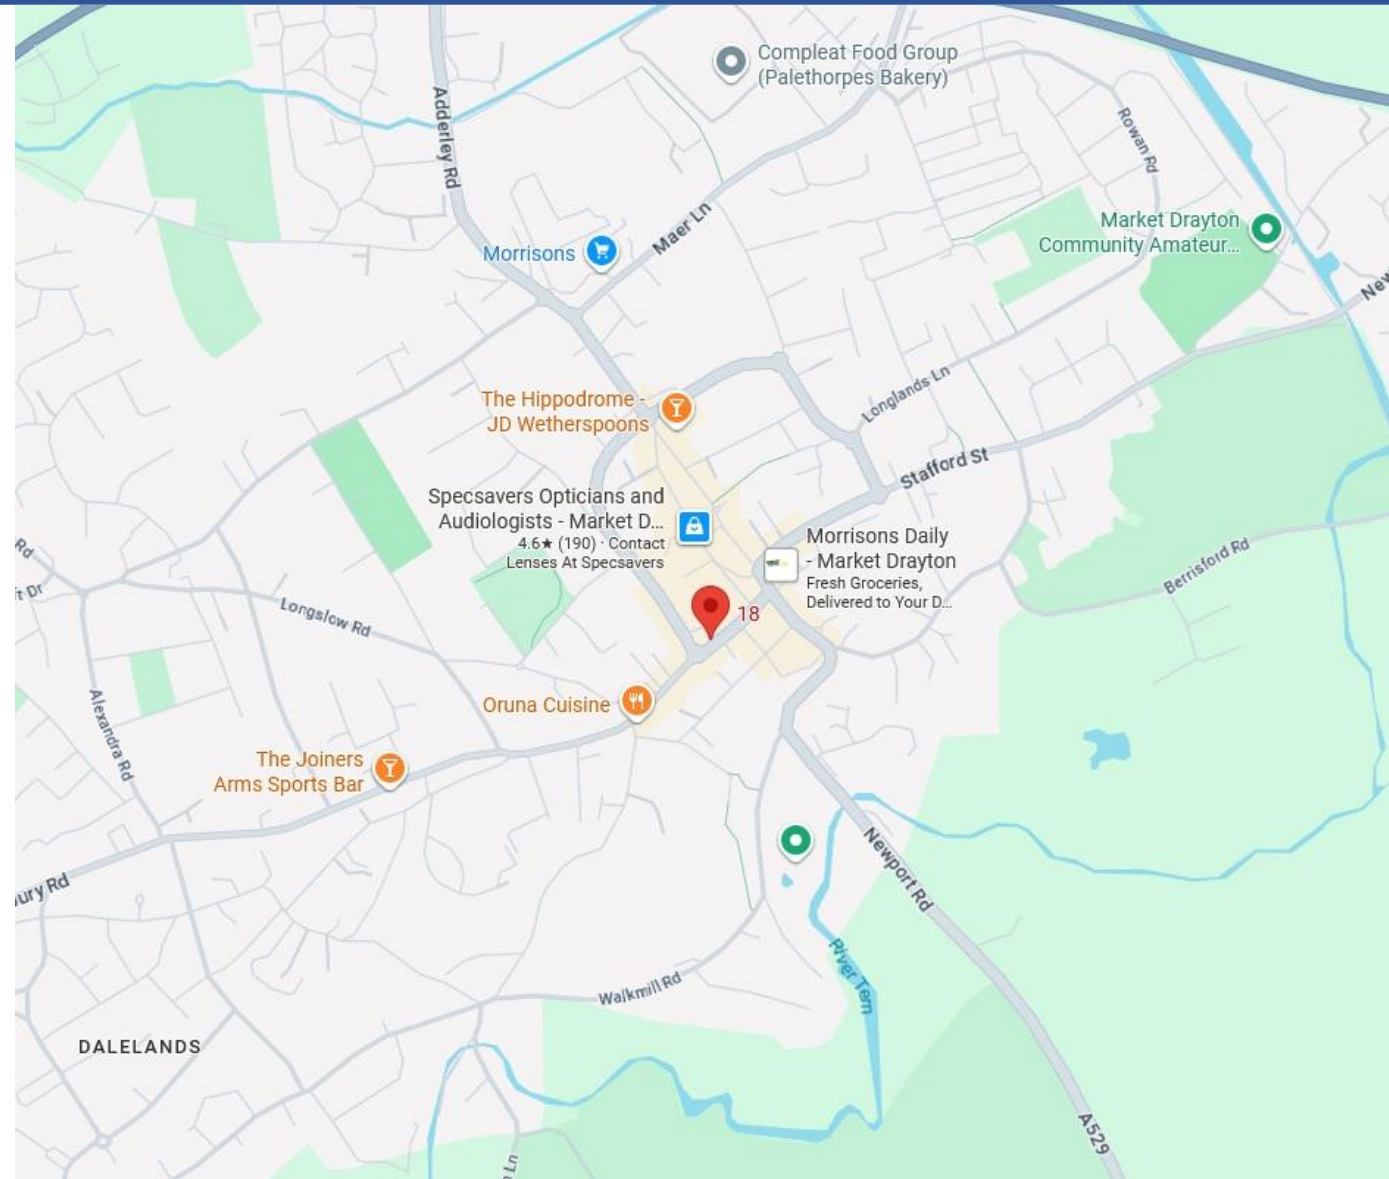 Compleat Food Group
(Palethorpes Bakery)
Adderley Rd
Rowan Rd
Maer Ln
Morrisons
Market Drayton
Community Amateur...
New
The Hippodrome -
JD Wetherspoons
Longlands Ln
Stafford St
Specsavers Opticians and
Audiologists - Market D...
4.6★ (190) · Contact
Lenses At Specsavers
Morrisons Daily
- Market Drayton
Fresh Groceries,
Delivered to Your D...
Berrisford Rd
Rd
't Dr
Longslow Rd
18
Alexandra Rd
Oruna Cuisine
The Joiners
Arms Sports Bar
Newport Rd
ury Rd
River Tern
Walkmill Rd
DALELANDS
A529
Ln